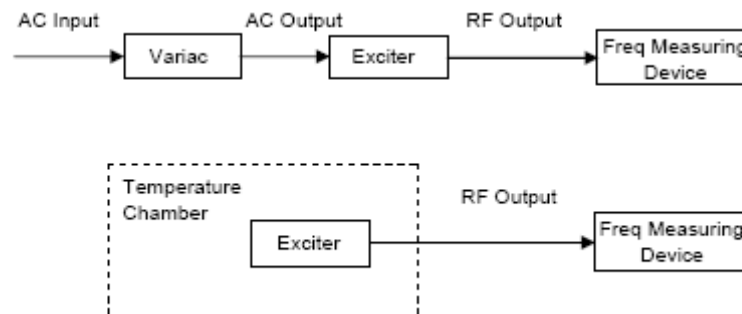 AC Input
AC Output
RF Output
Variac
Exciter
Freq Measuring
Device
Temperature
Chamber
RF Output
Exciter
Freq Measuring
Device